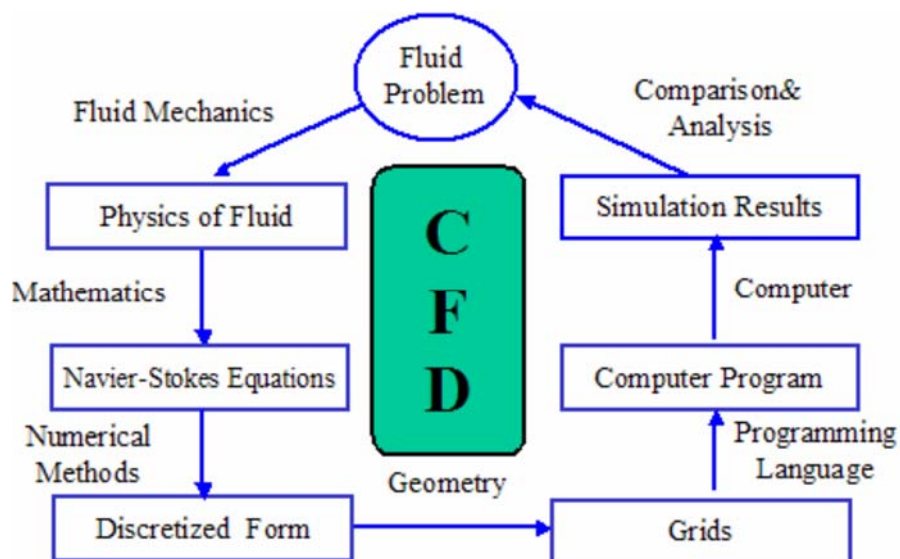 Fluid
Problem
Fluid Mechanics
Comparison&
Analysis
Physics of Fluid
C
F
D
Simulation Results
Mathematics
Computer
Navier-Stokes Equations
Computer Program
Numerical
Methods
Programming
Language
Geometry
Discretized Form
Grids